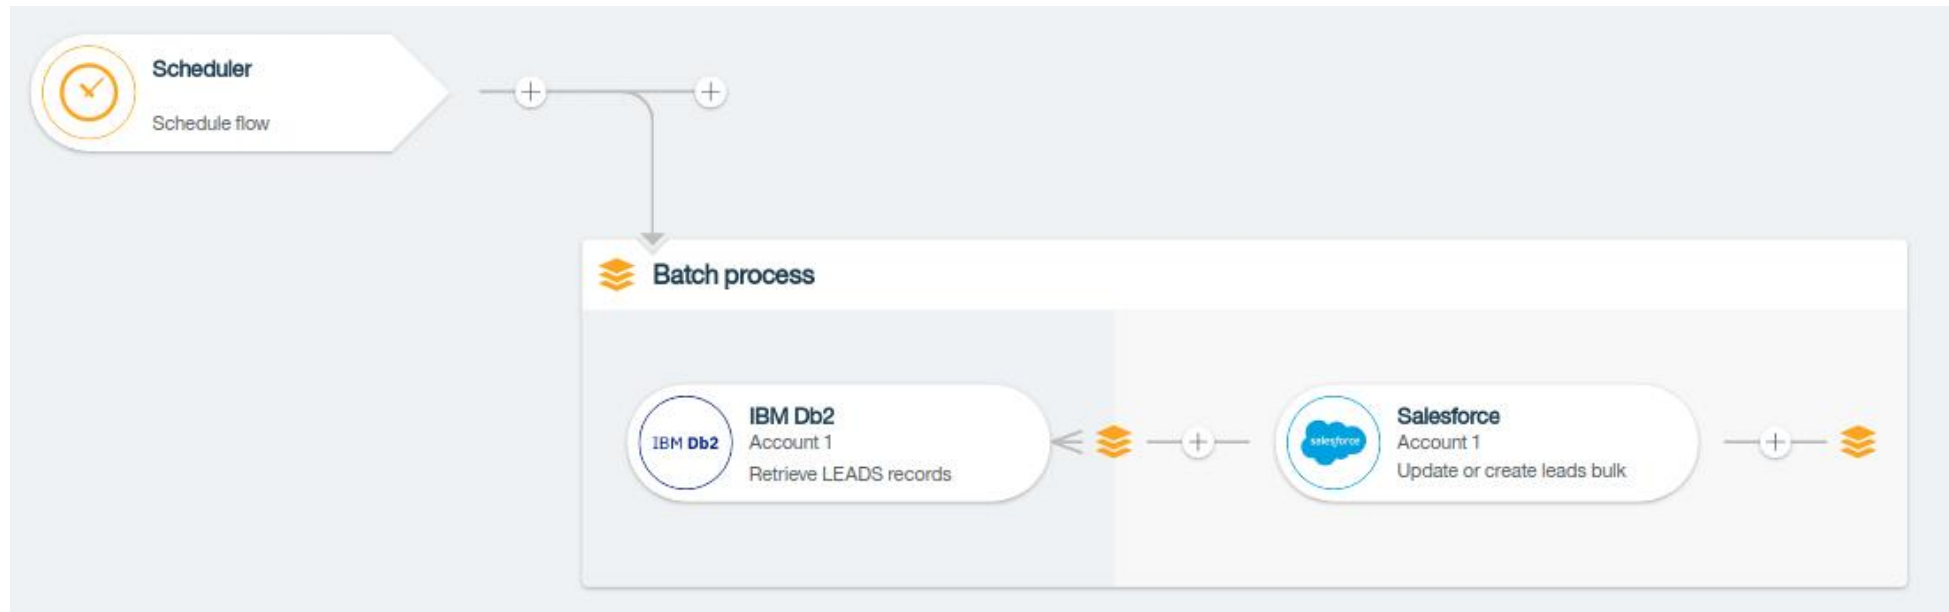 Scheduler
Schedule flow
Batch process
IBM Db2
IBM Db2
Account 1
Retrieve LEADS records
salesforce
Salesforce
Account 1
Update or create leads bulk